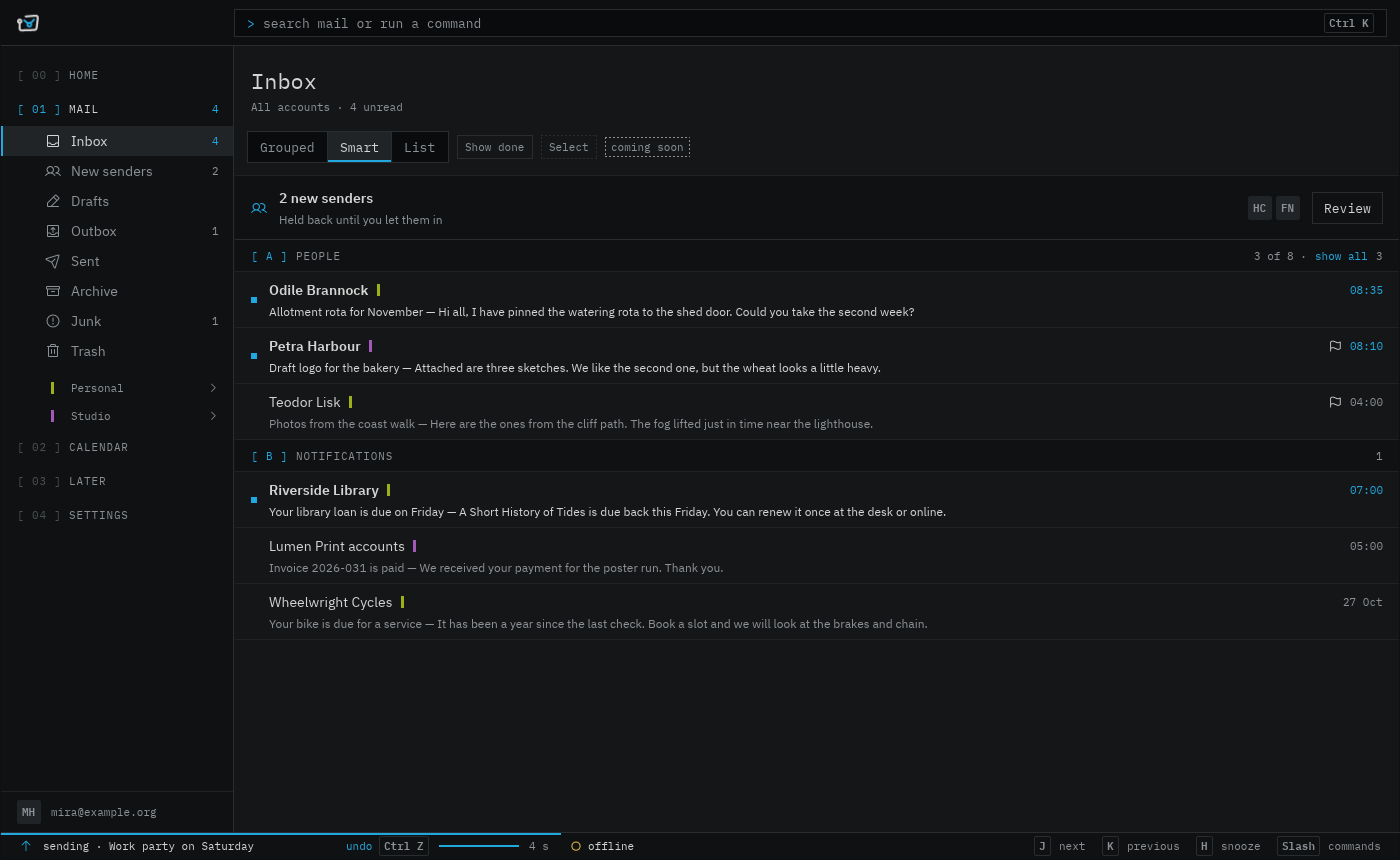 > search mail or run a command Ctrl K
[ 00 ] HOME
[ 01 ] MAIL 4
Inbox 4
New senders 2
Drafts
Outbox 1
Sent
Archive
Junk 1
Trash
Personal
Studio
[ 02 ] CALENDAR
[ 03 ] LATER
[ 04 ] SETTINGS
MH mira@example.org
Inbox
All accounts · 4 unread
Grouped Smart List Show done Select coming soon
2 new senders
Held back until you let them in
HC FN Review
[ A ] PEOPLE 3 of 8 · show all 3
Odile Brannock 08:35
Allotment rota for November — Hi all, I have pinned the watering rota to the shed door. Could you take the second week?
Petra Harbour 08:10
Draft logo for the bakery — Attached are three sketches. We like the second one, but the wheat looks a little heavy.
Teodor Lisk 04:00
Photos from the coast walk — Here are the ones from the cliff path. The fog lifted just in time near the lighthouse.
[ B ] NOTIFICATIONS 1
Riverside Library 07:00
Your library loan is due on Friday — A Short History of Tides is due back this Friday. You can renew it once at the desk or online.
Lumen Print accounts 05:00
Invoice 2026-031 is paid — We received your payment for the poster run. Thank you.
Wheelwright Cycles 27 Oct
Your bike is due for a service — It has been a year since the last check. Book a slot and we will look at the brakes and chain.
sending · Work party on Saturday undo Ctrl Z 4 s offline J next K previous H snooze Slash commands